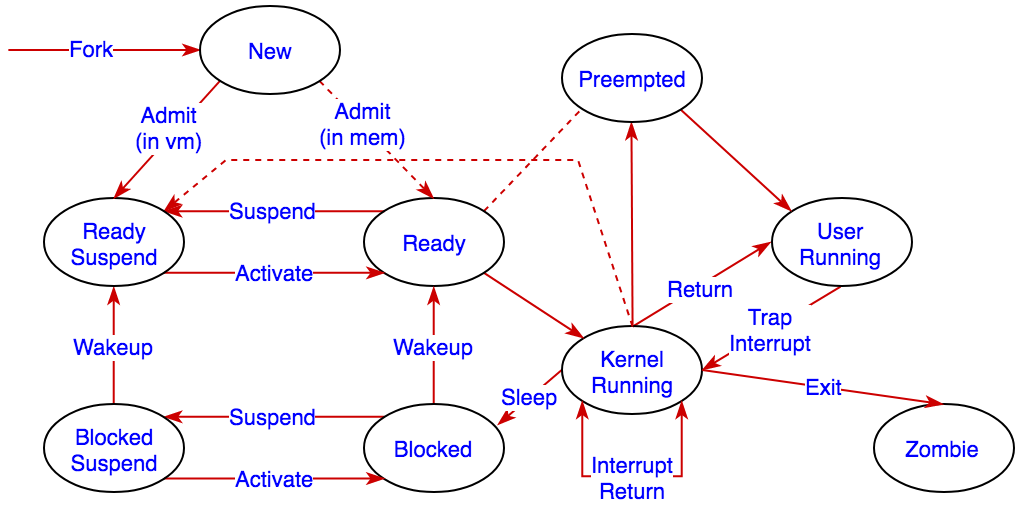 Fork
New
Preempted
Admit
(in vm)
Admit
(in mem)
Ready
Suspend
Suspend
Ready
User
Running
Activate
Return
Trap
Interrupt
Wakeup
Wakeup
Kernel
Running
Exit
Sleep
Blocked
Suspend
Suspend
Blocked
Zombie
Activate
Interrupt
Return